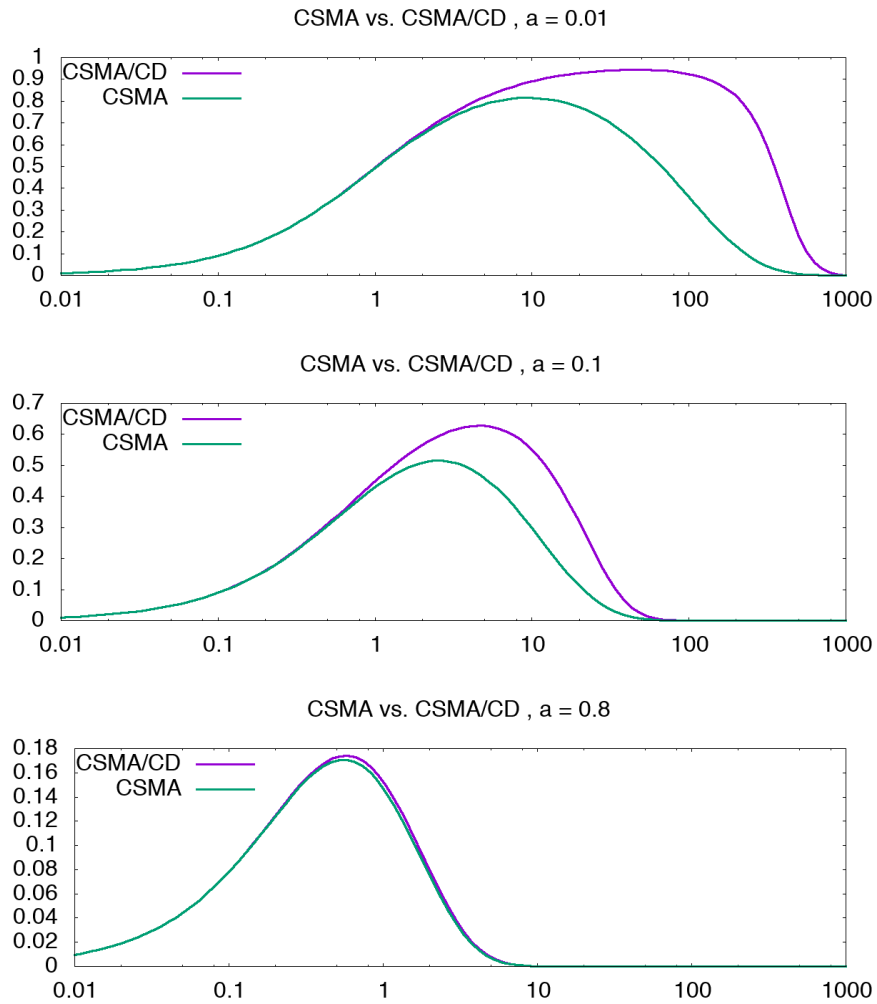 CSMA vs. CSMA/CD , a = 0.01
1
0.9
0.8
0.7
0.6
0.5
0.4
0.3
0.2
0.1
0
CSMA/CD
CSMA
0.01 0.1 1 10 100 1000
CSMA vs. CSMA/CD , a = 0.1
0.7
0.6
0.5
0.4
0.3
0.2
0.1
0
CSMA/CD
CSMA
0.01 0.1 1 10 100 1000
CSMA vs. CSMA/CD , a = 0.8
0.18
0.16
0.14
0.12
0.1
0.08
0.06
0.04
0.02
0
CSMA/CD
CSMA
0.01 0.1 1 10 100 1000